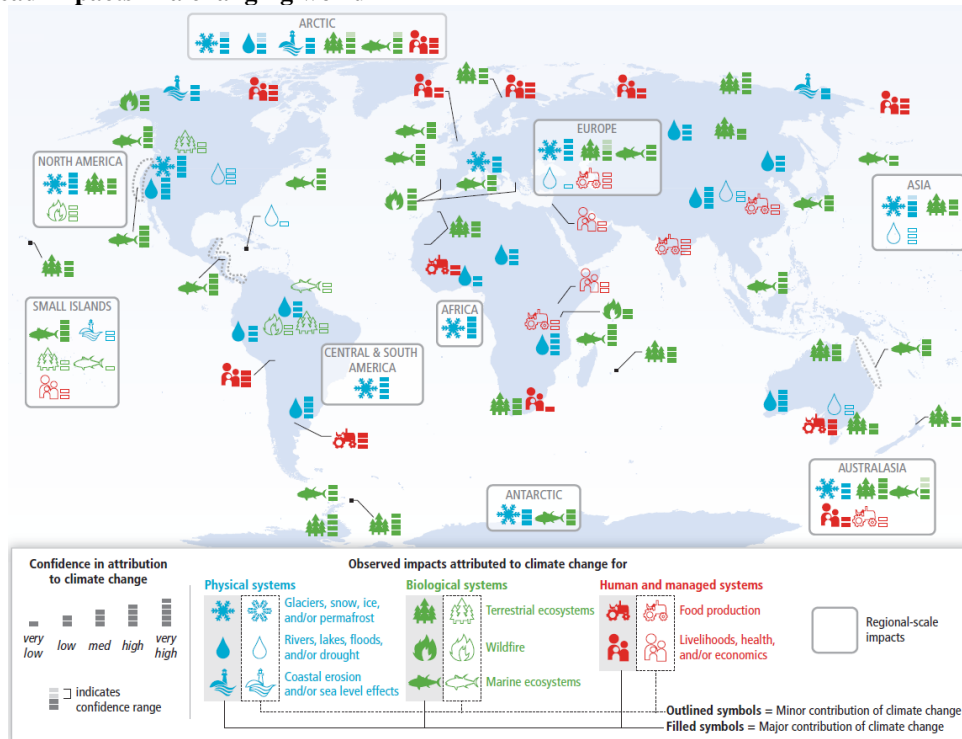 ARCTIC
NORTH AMERICA
EUROPE
ASIA
SMALL ISLANDS
AFRICA
CENTRAL & SOUTH
AMERICA
ANTARCTIC
AUSTRALASIA
Confidence in attribution
to climate change
very
low
low
med
high
very
high
indicates
confidence range
Observed impacts attributed to climate change for
Physical systems
Glaciers, snow, ice,
and/or permafrost
Rivers, lakes, floods,
and/or drought
Coastal erosion
and/or sea level effects
Biological systems
Terrestrial ecosystems
Wildfire
Marine ecosystems
Human and managed systems
Food production
Livelihoods, health,
and/or economics
Regional-scale
impacts
Outlined symbols = Minor contribution of climate change
Filled symbols = Major contribution of climate change